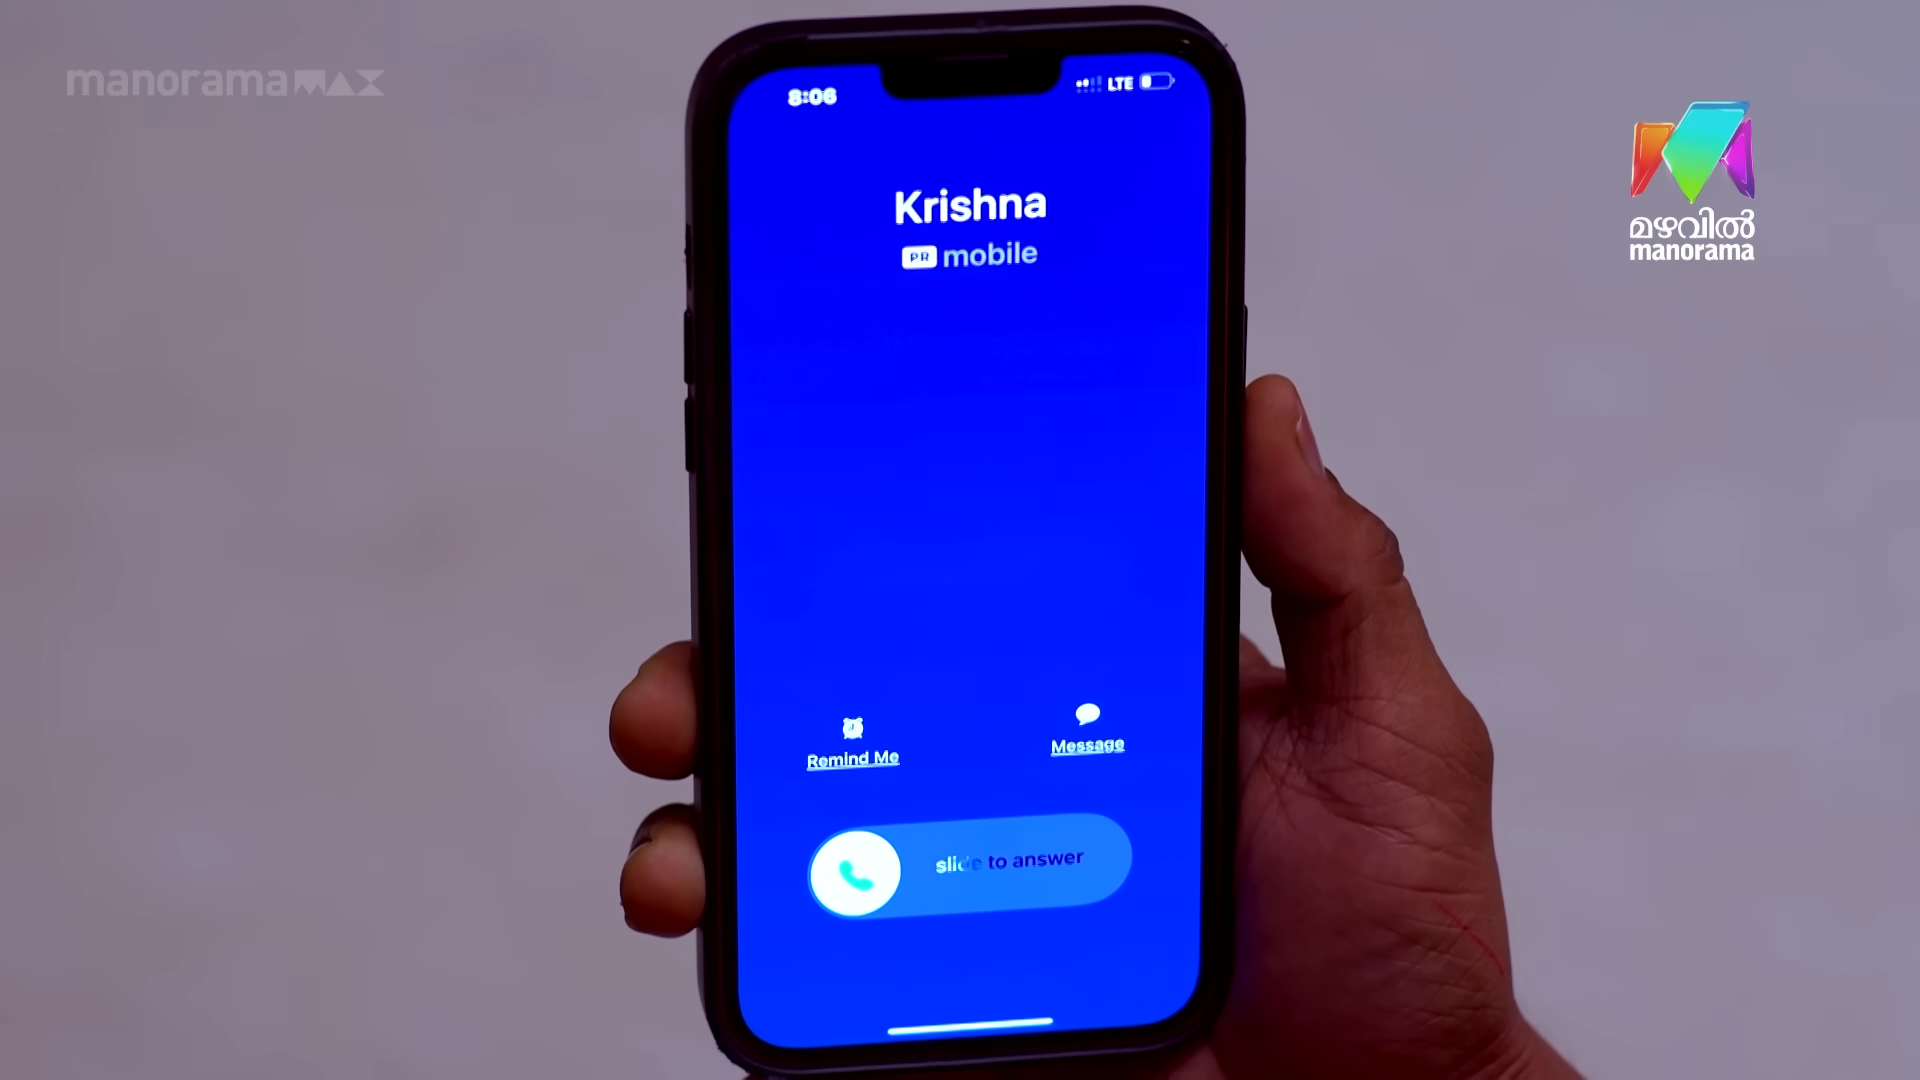 manoramaMAX
8:06
LTE
Krishna
PR mobile
മഴവിൽ
manorama
Remind Me
Message
slide to answer